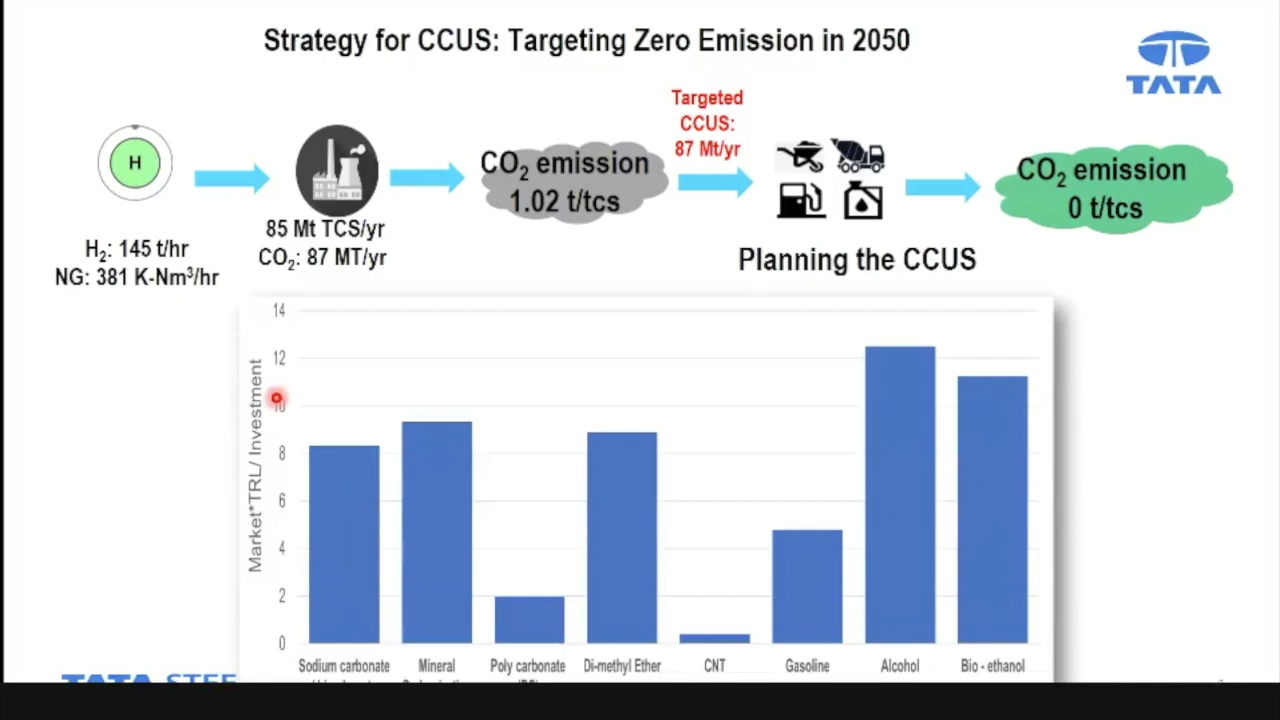 Strategy for CCUS: Targeting Zero Emission in 2050
TATA
Targeted
CCUS:
87 Mt/yr
H
CO₂ emission
1.02 t/tcs
CO₂ emission
0 t/tcs
85 Mt TCS/yr
CO₂: 87 MT/yr
H₂: 145 t/hr
NG: 381 K-Nm³/hr
Planning the CCUS
Market*TRL/ Investment
14
12
10
8
6
4
2
0
Sodium carbonate
Mineral
Poly carbonate
Di-methyl Ether
CNT
Gasoline
Alcohol
Bio - ethanol
TATA STEE